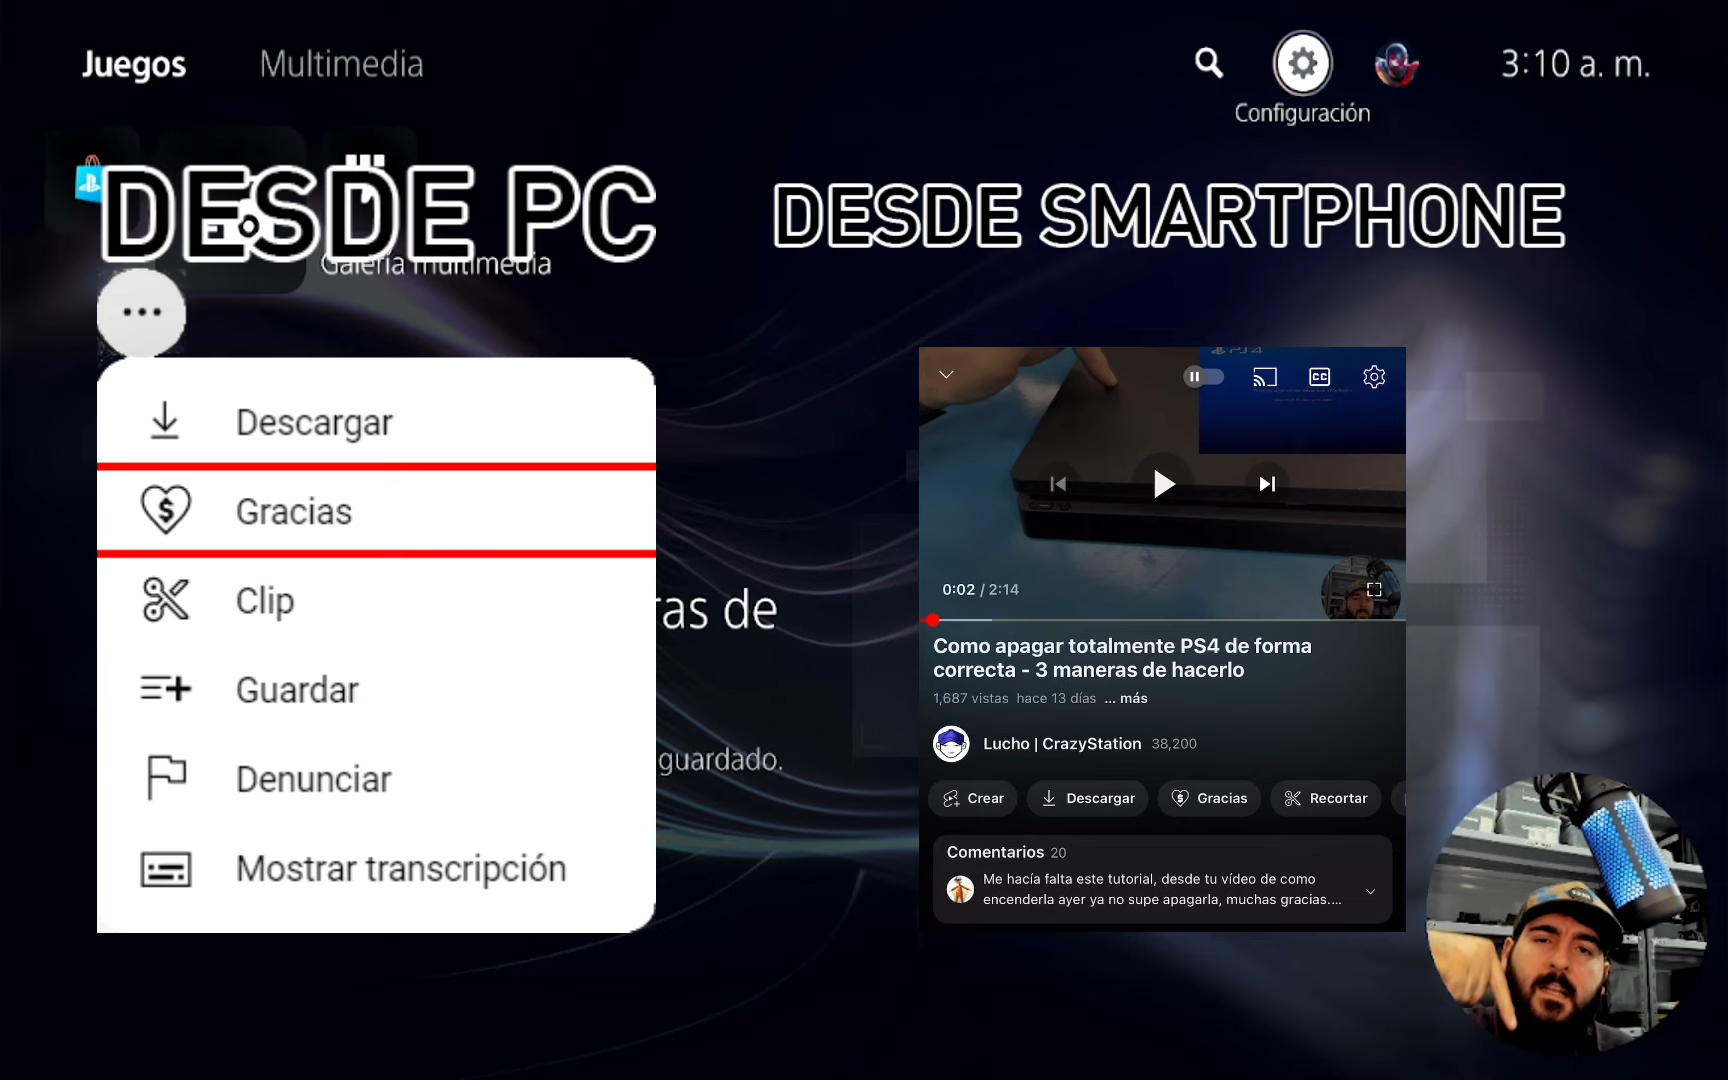 Juegos
Multimedia
3:10 a. m.
Configuración
DESDE PC
DESDE SMARTPHONE
Galería multimedia
Descargar
Gracias
Clip
Guardar
Denunciar
Mostrar transcripción
ras de
guardado.
PS4
CC
0:02 / 2:14
Como apagar totalmente PS4 de forma
correcta - 3 maneras de hacerlo
1,687 vistas hace 13 días ... más
Lucho | CrazyStation 38,200
Crear
Descargar
Gracias
Recortar
Comentarios 20
Me hacía falta este tutorial, desde tu vídeo de como
encenderla ayer ya no supe apagarla, muchas gracias....